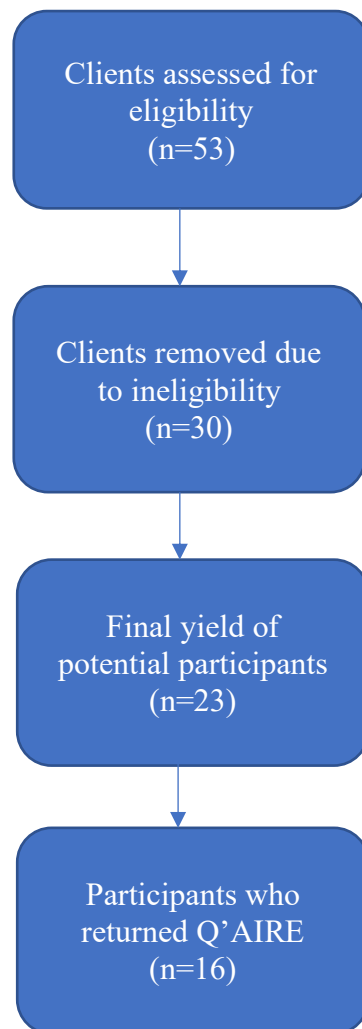 Clients assessed for
eligibility
(n=53)
Clients removed due
to ineligibility
(n=30)
Final yield of
potential participants
(n=23)
Participants who
returned Q’AIRE
(n=16)